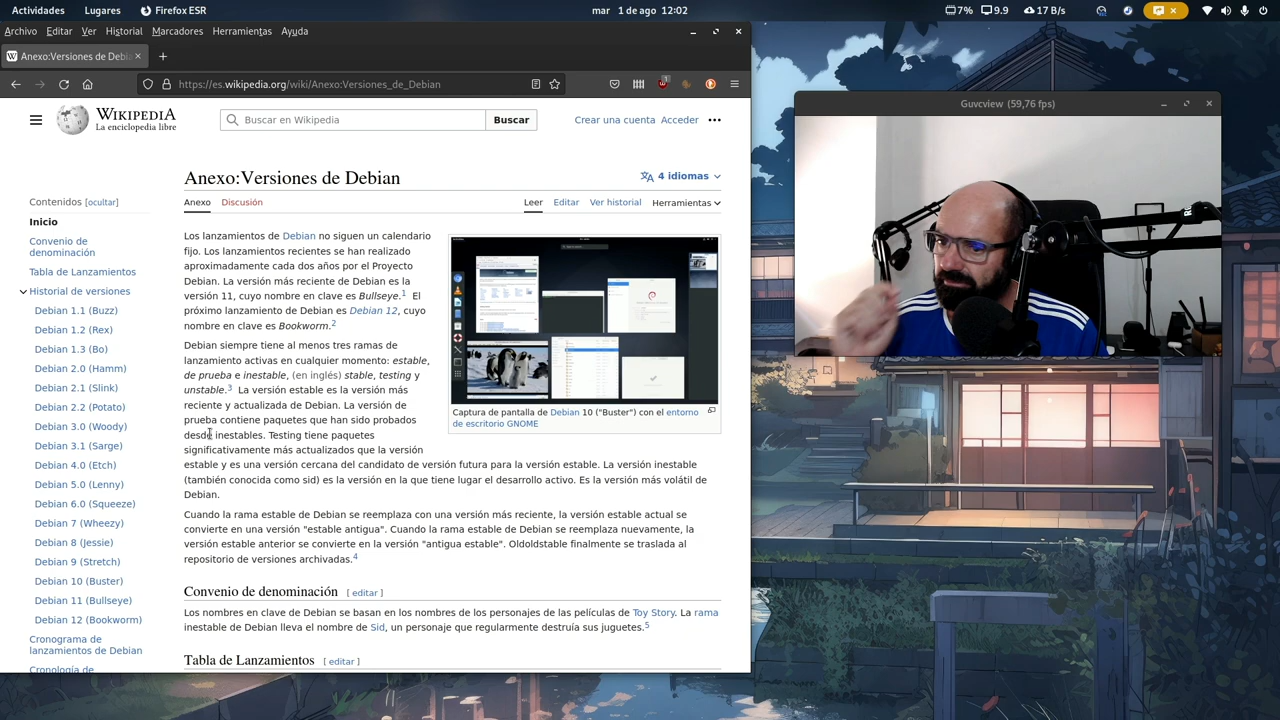 Actividades Lugares Firefox ESR mar 1 de ago 12:02 7% 9.9 17 B/s
Archivo Editar Ver Historial Marcadores Herramientas Ayuda
Anexo:Versiones de Debia
https://es.wikipedia.org/wiki/Anexo:Versiones_de_Debian 1
WIKIPEDIA
La enciclopedia libre
Buscar en Wikipedia Buscar Crear una cuenta Acceder
Anexo:Versiones de Debian 4 idiomas
Anexo Discusión Leer Editar Ver historial Herramientas
Contenidos [ocultar]
Inicio
Convenio de
denominación
Tabla de Lanzamientos
Historial de versiones
Debian 1.1 (Buzz)
Debian 1.2 (Rex)
Debian 1.3 (Bo)
Debian 2.0 (Hamm)
Debian 2.1 (Slink)
Debian 2.2 (Potato)
Debian 3.0 (Woody)
Debian 3.1 (Sarge)
Debian 4.0 (Etch)
Debian 5.0 (Lenny)
Debian 6.0 (Squeeze)
Debian 7 (Wheezy)
Debian 8 (Jessie)
Debian 9 (Stretch)
Debian 10 (Buster)
Debian 11 (Bullseye)
Debian 12 (Bookworm)
Cronograma de
lanzamientos de Debian
Cronología de
Los lanzamientos de Debian no siguen un calendario
fijo. Los lanzamientos recientes se han realizado
aproximadamente cada dos años por el Proyecto
Debian. La versión más reciente de Debian es la
versión 11, cuyo nombre en clave es Bullseye.1 El
próximo lanzamiento de Debian es Debian 12, cuyo
nombre en clave es Bookworm.2
Debian siempre tiene al menos tres ramas de
lanzamiento activas en cualquier momento: estable,
de prueba e inestable, (en inglés) stable, testing y
unstable.3 La versión estable es la versión más
reciente y actualizada de Debian. La versión de
prueba contiene paquetes que han sido probados
desde inestables. Testing tiene paquetes
significativamente más actualizados que la versión
estable y es una versión cercana del candidato de versión futura para la versión estable. La versión inestable
(también conocida como sid) es la versión en la que tiene lugar el desarrollo activo. Es la versión más volátil de
Debian.
Captura de pantalla de Debian 10 ("Buster") con el entorno
de escritorio GNOME
Cuando la rama estable de Debian se reemplaza con una versión más reciente, la versión estable actual se
convierte en una versión "estable antigua". Cuando la rama estable de Debian se reemplaza nuevamente, la
versión estable anterior se convierte en la versión "antigua estable". Oldoldstable finalmente se traslada al
repositorio de versiones archivadas.4
Convenio de denominación [ editar ]
Los nombres en clave de Debian se basan en los nombres de los personajes de las películas de Toy Story. La rama
inestable de Debian lleva el nombre de Sid, un personaje que regularmente destruía sus juguetes.5
Tabla de Lanzamientos [ editar ]
Guvcview (59,76 fps)